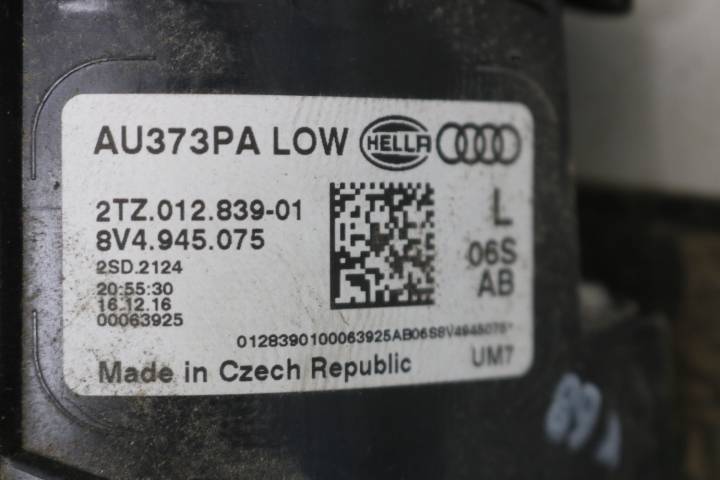 AU373PA LOW HELLA
2TZ.012.839-01 L
8V4.945.075 06S
2SD.2124 AB
20:55:30
16.12.16
00063925
0128390100063925AB06S8V4945075*
Made in Czech Republic UM7